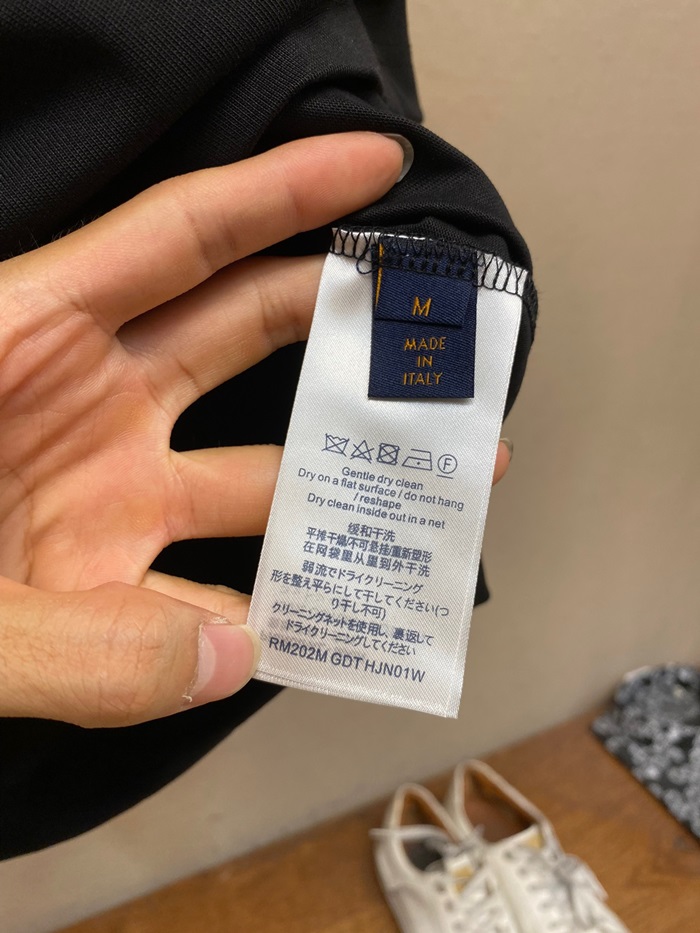 M
MADE
IN
ITALY
F
Gentle dry clean
Dry on a flat surface / do not hang
/ reshape
Dry clean inside out in a net
缓和干洗
平摊干燥/不可悬挂/重新塑形
在网袋里从里到外干洗
弱流でドライクリーニング
形を整え平らにして干してください(つ
り干し不可)
クリーニングネットを使用し、裏返して
ドライクリーニングしてください
RM202M GDT HJN01W